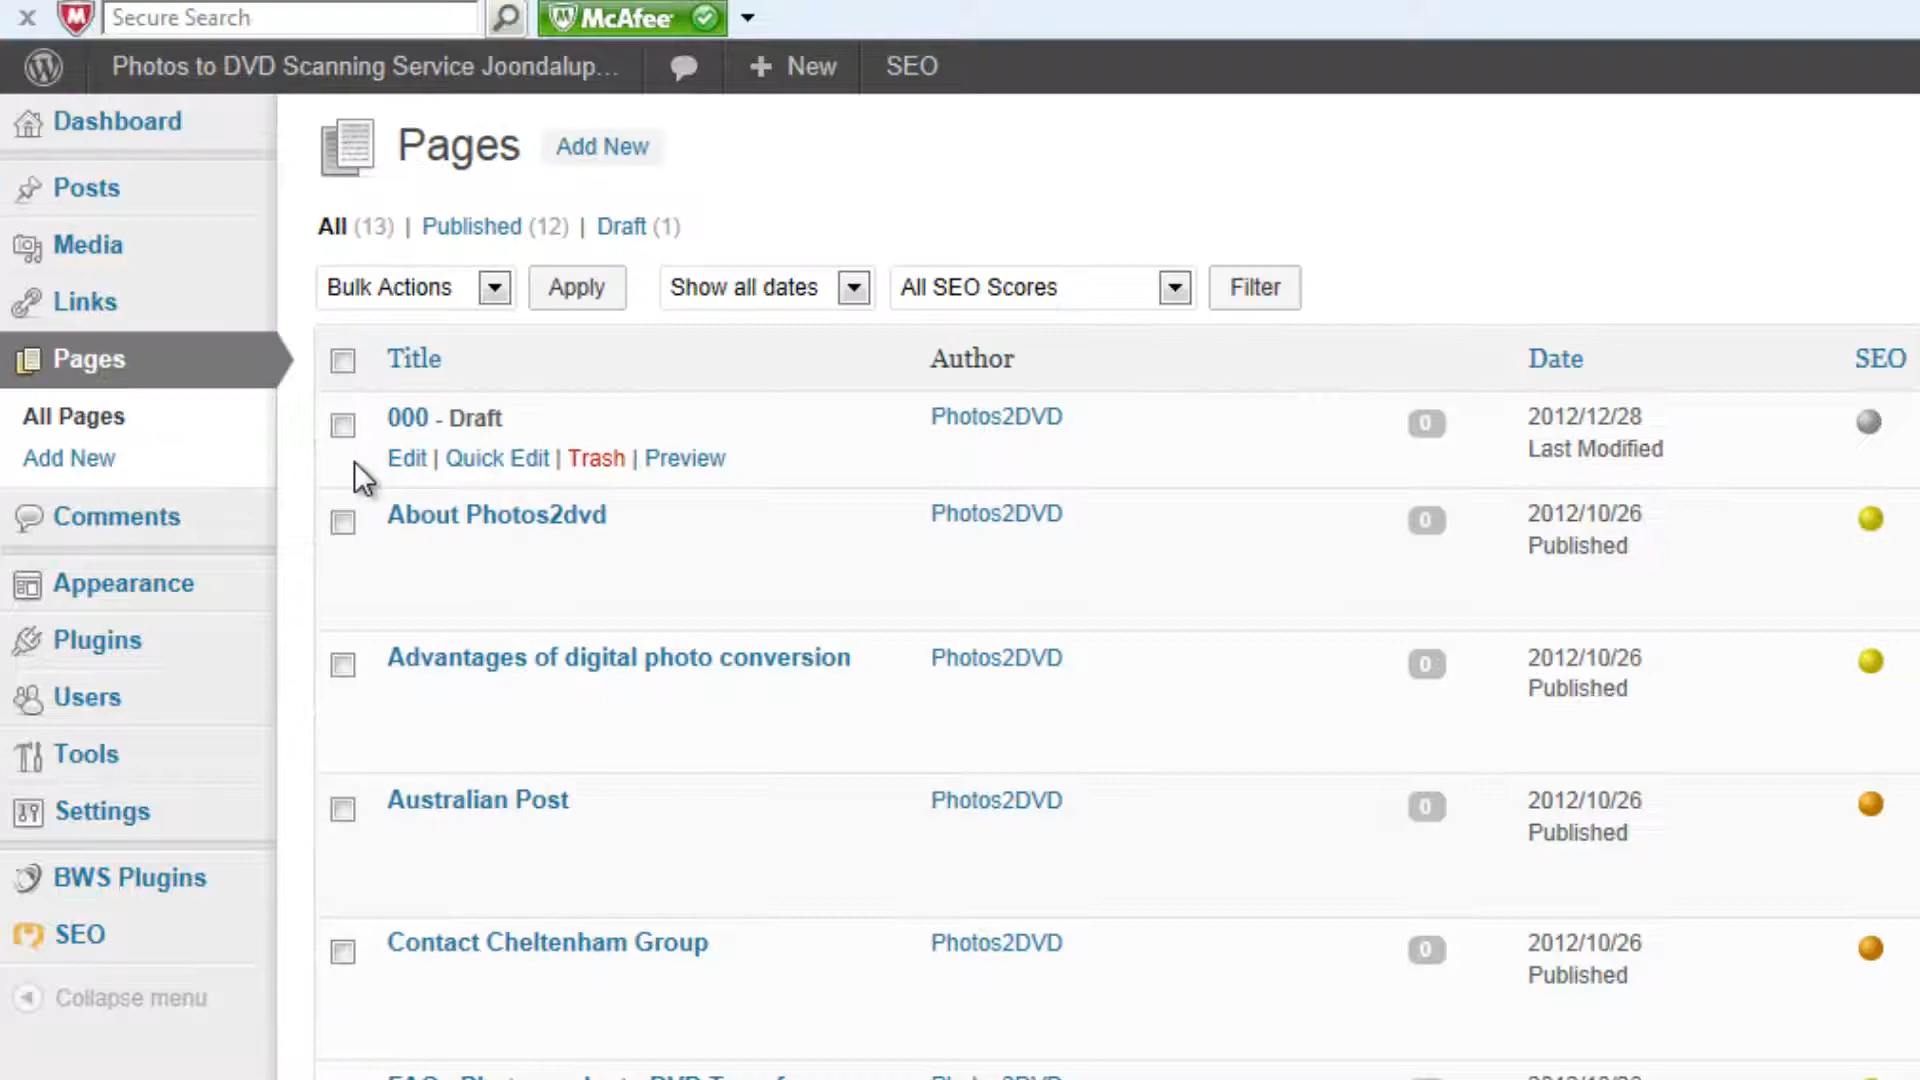 Secure Search McAfee
Photos to DVD Scanning Service Joondalup... New SEO
Dashboard
Posts
Media
Links
Pages
All Pages
Add New
Comments
Appearance
Plugins
Users
Tools
Settings
BWS Plugins
SEO
Collapse menu
Pages Add New
All (13) | Published (12) | Draft (1)
Bulk Actions Apply Show all dates All SEO Scores Filter
Title Author Date SEO
000 - Draft Photos2DVD 0 2012/12/28
Last Modified
Edit | Quick Edit | Trash | Preview
About Photos2dvd Photos2DVD 0 2012/10/26
Published
Advantages of digital photo conversion Photos2DVD 0 2012/10/26
Published
Australian Post Photos2DVD 0 2012/10/26
Published
Contact Cheltenham Group Photos2DVD 0 2012/10/26
Published